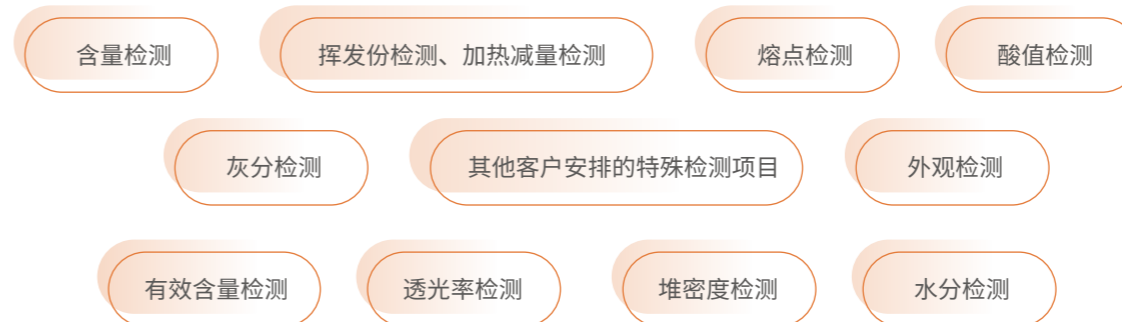 含量检测
挥发份检测、加热减量检测
熔点检测
酸值检测
灰分检测
其他客户安排的特殊检测项目
外观检测
有效含量检测
透光率检测
堆密度检测
水分检测